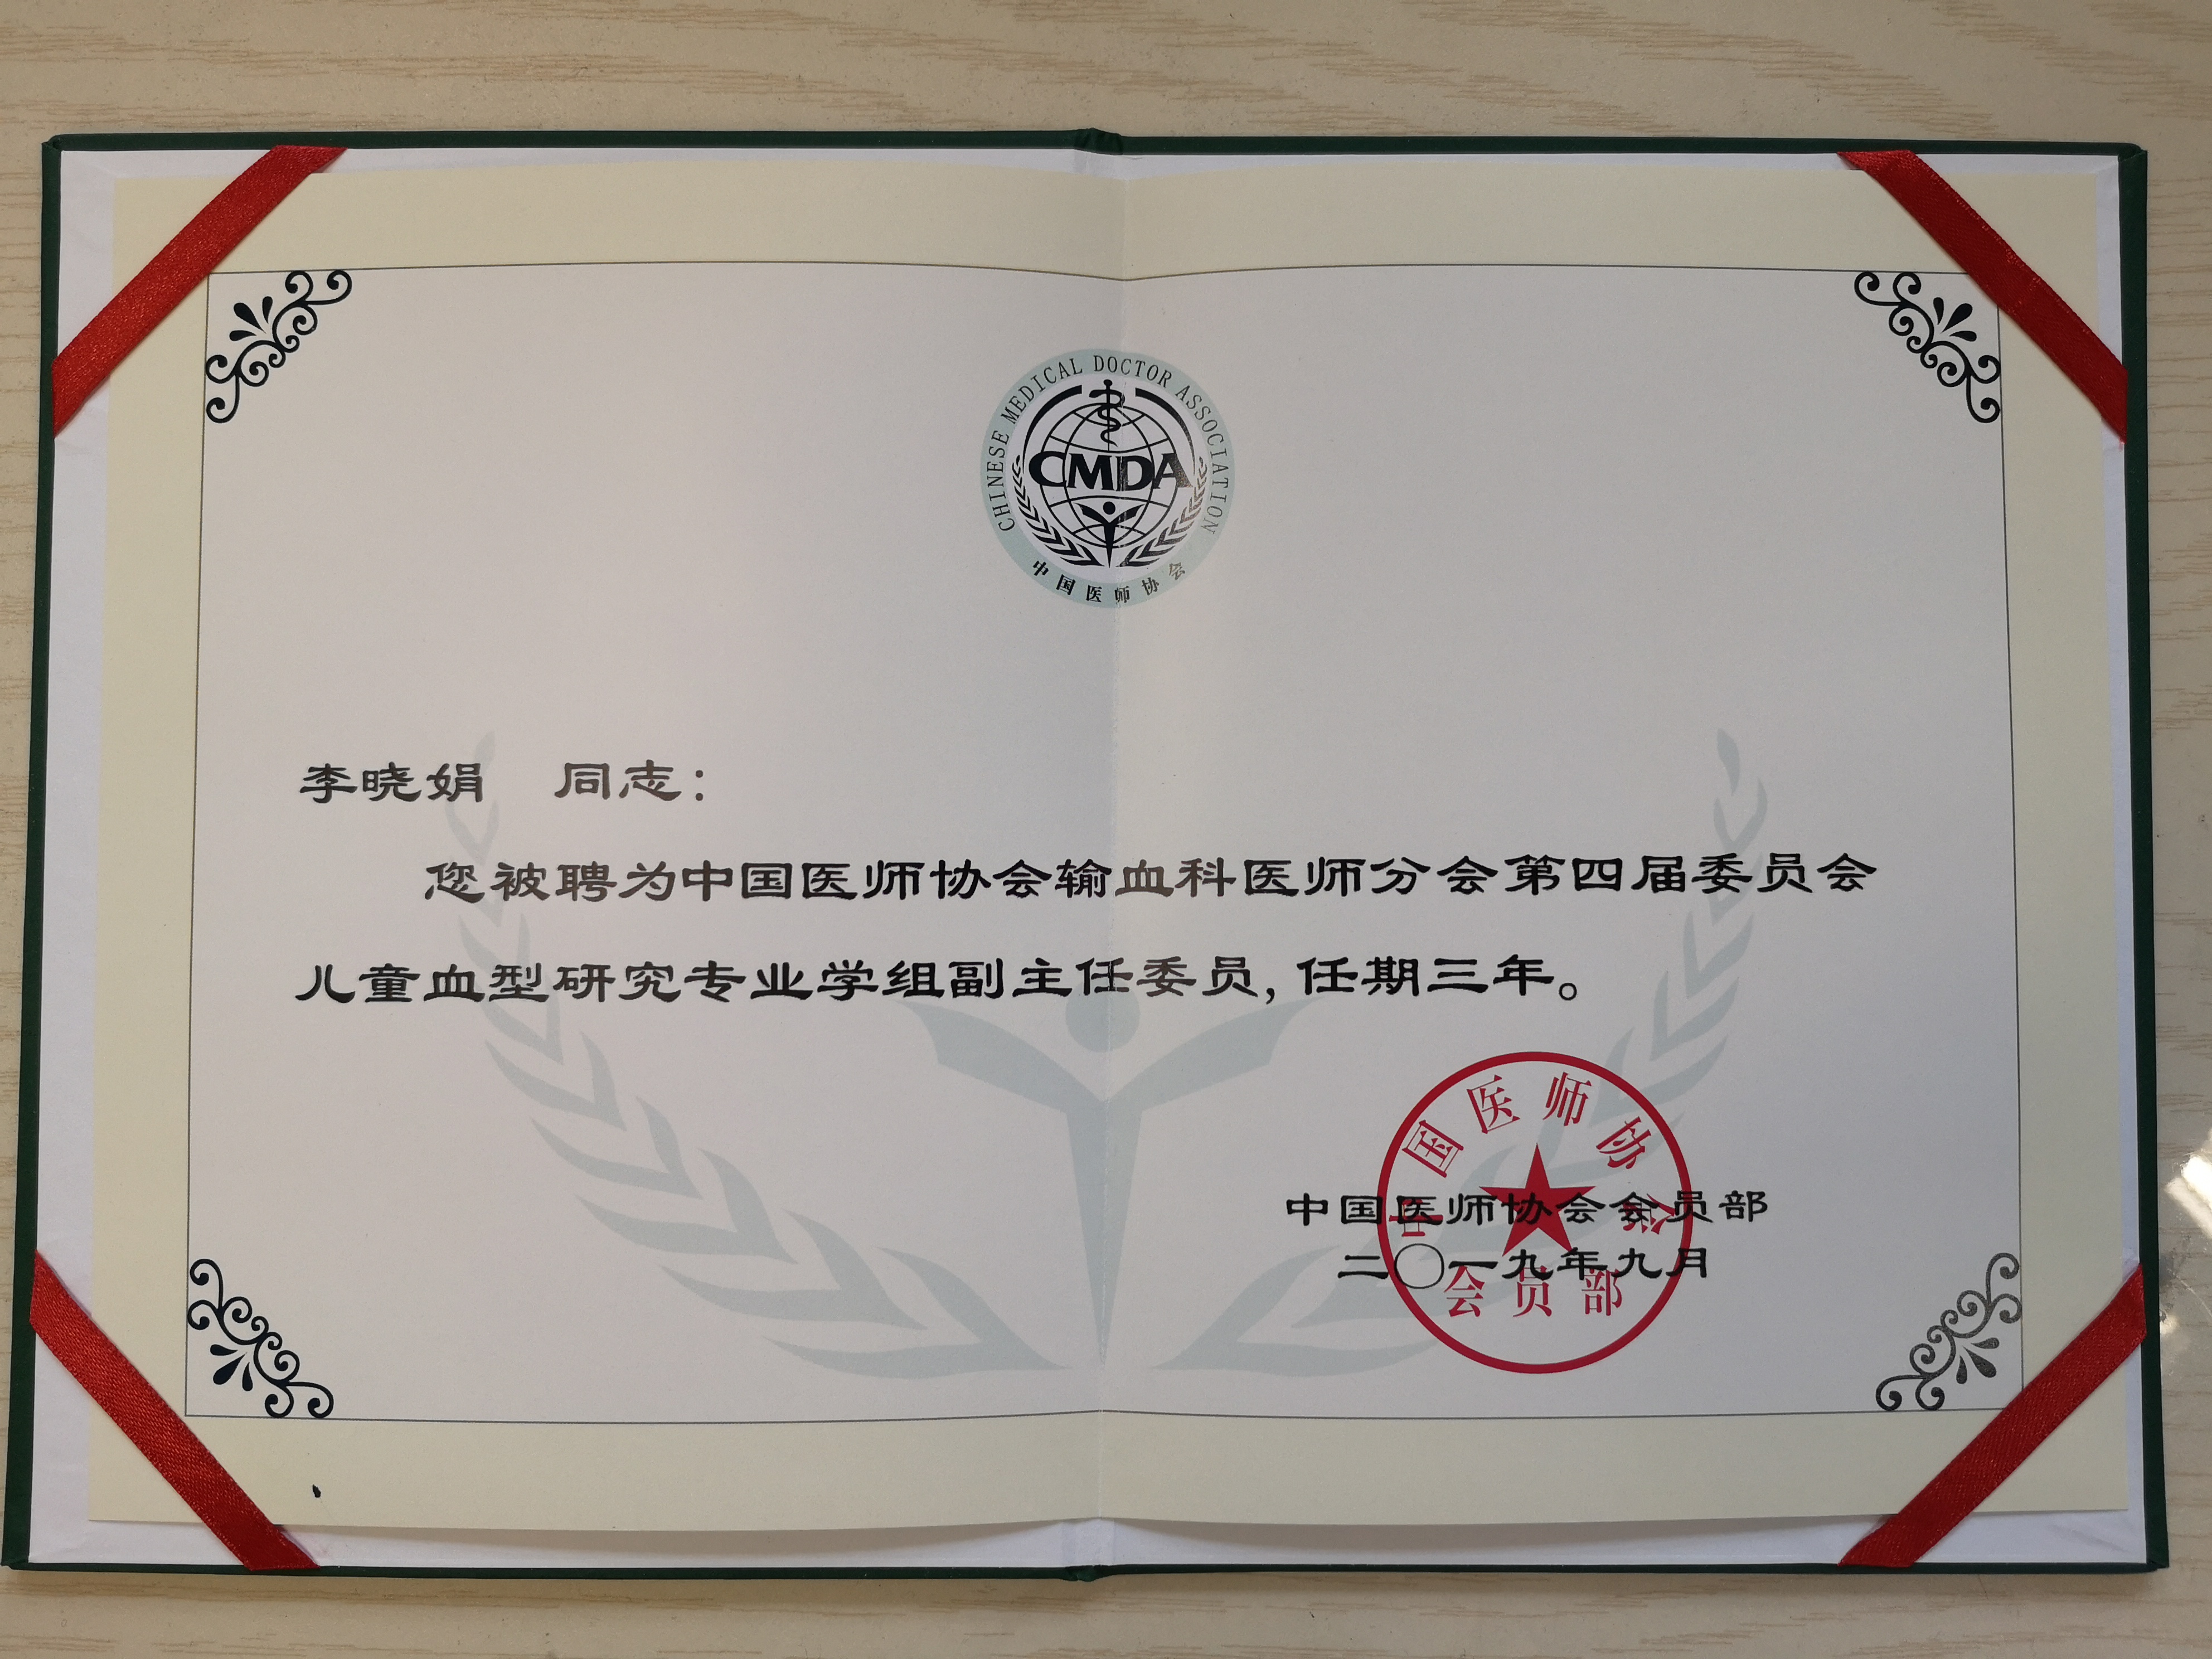 CHINESE MEDICAL DOCTOR ASSOCIATION
CMDA
中国医师协会
李晓娟 同志：
您被聘为中国医师协会输血科医师分会第四届委员会
儿童血型研究专业学组副主任委员，任期三年。
中国医师协会会员部
二〇一九年九月
中国医师协会
会员部